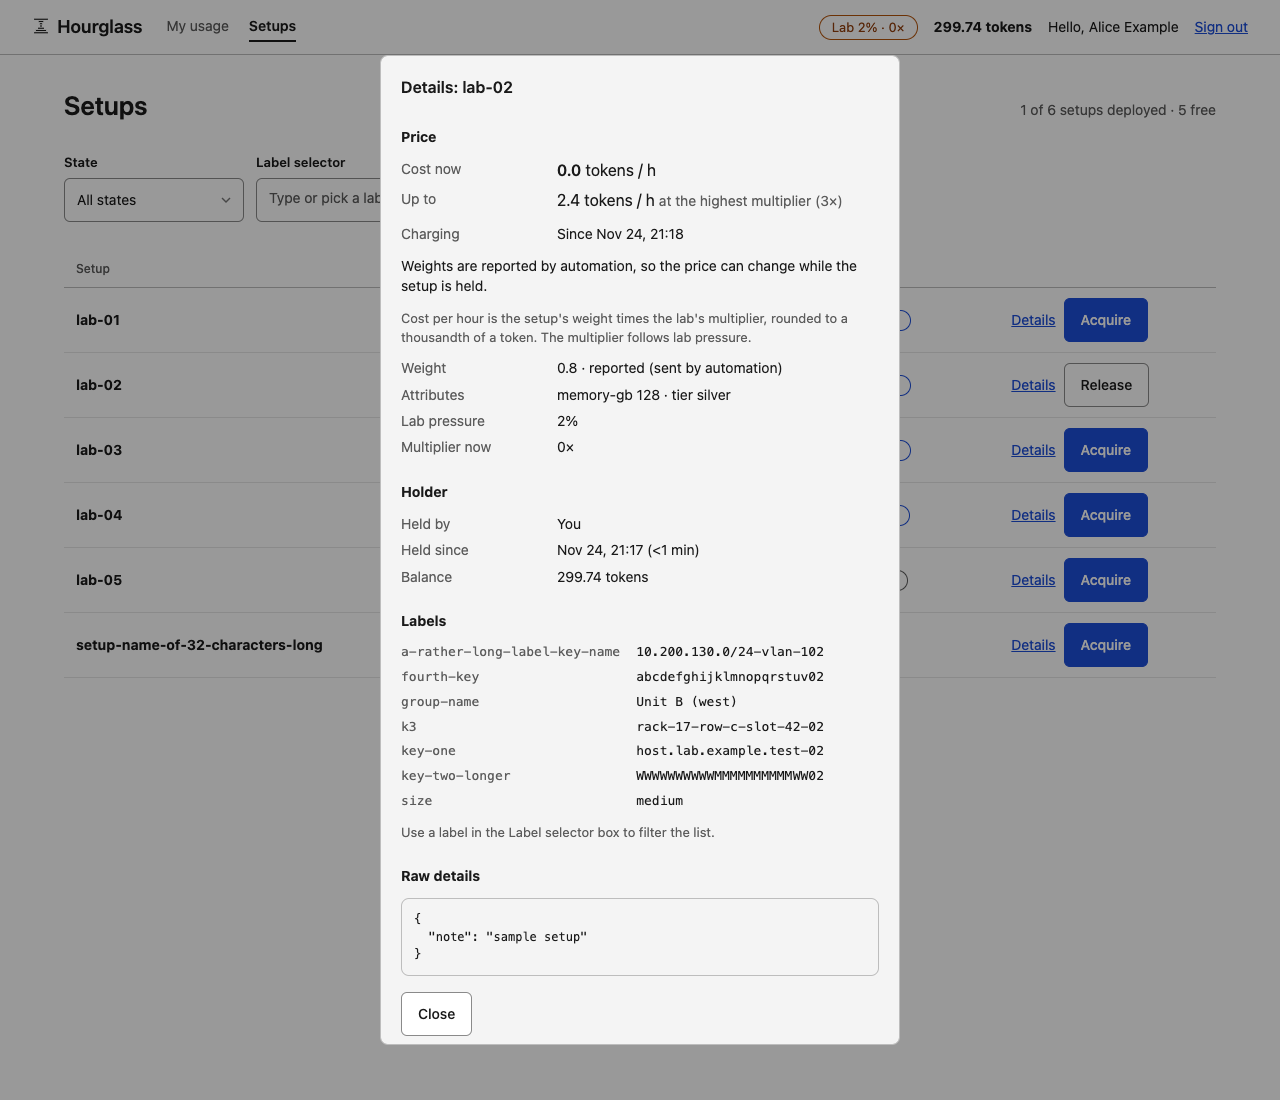 Hourglass My usage Setups Lab 2% · 0× 299.74 tokens Hello, Alice Example Sign out
Details: lab-02
Setups 1 of 6 setups deployed · 5 free
Price
State Label selector
Cost now 0.0 tokens / h
All states Type or pick a lab
Up to 2.4 tokens / h at the highest multiplier (3×)
Charging Since Nov 24, 21:18
Weights are reported by automation, so the price can change while the
setup is held.
Setup
Cost per hour is the setup's weight times the lab's multiplier, rounded to a
thousandth of a token. The multiplier follows lab pressure.
lab-01 Details Acquire
Weight 0.8 · reported (sent by automation)
lab-02 Details Release
Attributes memory-gb 128 · tier silver
Lab pressure 2%
Multiplier now 0×
lab-03 Details Acquire
Holder
lab-04 Details Acquire
Held by You
Held since Nov 24, 21:17 (<1 min)
Balance 299.74 tokens
lab-05 Details Acquire
Labels
setup-name-of-32-characters-long Details Acquire
a-rather-long-label-key-name 10.200.130.0/24-vlan-102
fourth-key abcdefghijklmnopqrstuv02
group-name Unit B (west)
k3 rack-17-row-c-slot-42-02
key-one host.lab.example.test-02
key-two-longer WWWWWWWWWWMMMMMMMMMMWW02
size medium
Use a label in the Label selector box to filter the list.
Raw details
{
"note": "sample setup"
}
Close